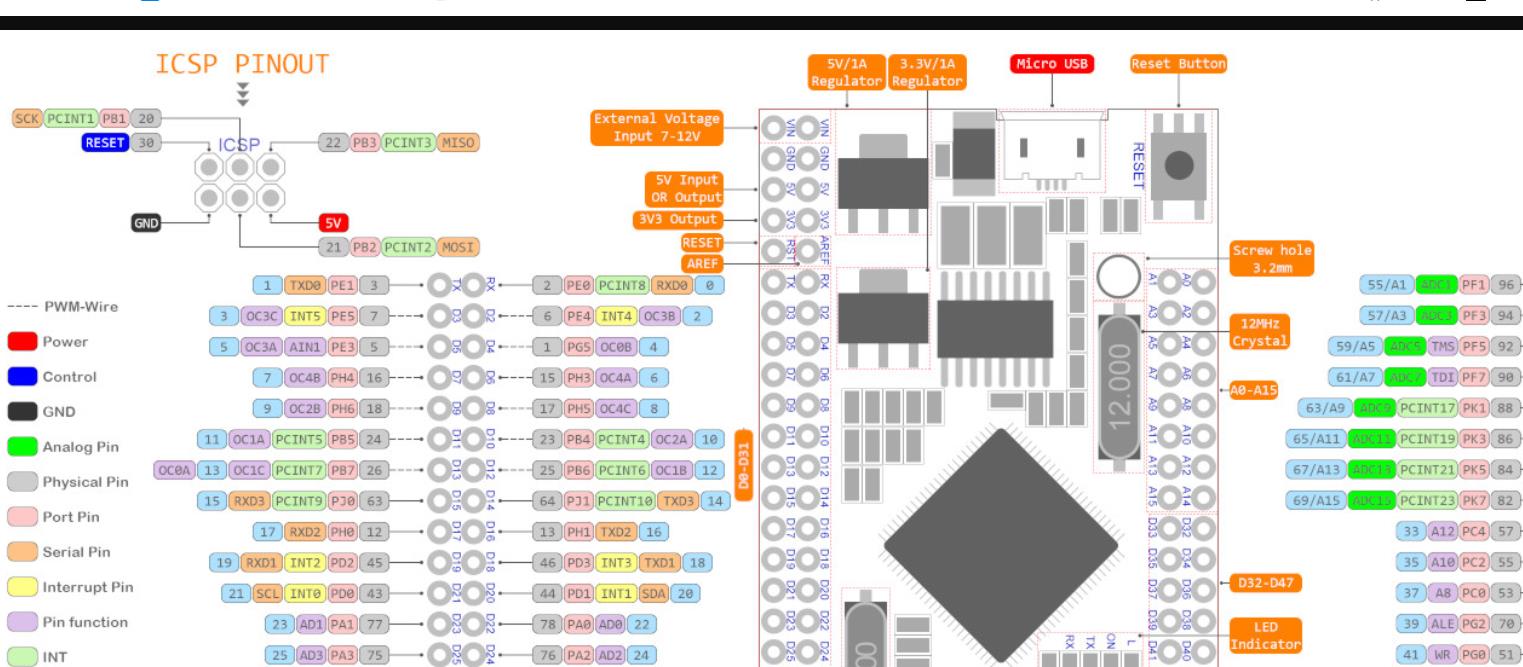 ICSP PINOUT
SCK PCINT1 PB1 20
RESET 30
ICSP
22 PB3 PCINT3 MISO
GND
5V
21 PB2 PCINT2 MOSI
1 TXD0 PE1 3
TX
RX
2 PE0 PCINT8 RXD0 0
3 OC3C INT5 PE5 7
D3
D2
6 PE4 INT4 OC3B 2
5 OC3A AIN1 PE3 5
D5
D4
1 PG5 OC0B 4
7 OC4B PH4 16
D7
D6
15 PH3 OC4A 6
9 OC2B PH6 18
D9
D8
17 PH5 OC4C 8
11 OC1A PCINT5 PB5 24
D11
D10
23 PB4 PCINT4 OC2A 10
OC0A 13 OC1C PCINT7 PB7 26
D13
D12
25 PB6 PCINT6 OC1B 12
15 RXD3 PCINT9 PJ0 63
D15
D14
64 PJ1 PCINT10 TXD3 14
17 RXD2 PH0 12
D17
D16
13 PH1 TXD2 16
19 RXD1 INT2 PD2 45
D19
D18
46 PD3 INT3 TXD1 18
21 SCL INT0 PD0 43
D21
D20
44 PD1 INT1 SDA 20
23 AD1 PA1 77
D23
D22
78 PA0 AD0 22
25 AD3 PA3 75
D25
D24
76 PA2 AD2 24
PWM-Wire
Power
Control
GND
Analog Pin
Physical Pin
Port Pin
Serial Pin
Interrupt Pin
Pin function
INT
5V/1A
Regulator
3.3V/1A
Regulator
Micro USB
Reset Button
External Voltage
Input 7-12V
5V Input
OR Output
3V3 Output
RESET
AREF
D0-D31
VIN
VIN
GND
GND
5V
5V
3V3
3V3
RST
AREF
TX
RX
D3
D2
D5
D4
D7
D6
D9
D8
D11
D10
D13
D12
D15
D14
D17
D16
D19
D18
D21
D20
D23
D22
D25
D24
RESET
12.000
00
RX
TX
ON
L
A1
A0
A3
A2
A5
A4
A7
A6
A9
A8
A11
A10
A13
A12
A15
A14
D33
D32
D35
D34
D37
D36
D39
D38
D41
D40
Screw hole
3.2mm
12MHz
Crystal
A0-A15
D32-D47
LED
Indicator
55/A1 ADC1 PF1 96
57/A3 ADC3 PF3 94
59/A5 ADC5 TMS PF5 92
61/A7 ADC7 TDI PF7 90
63/A9 ADC9 PCINT17 PK1 88
65/A11 ADC11 PCINT19 PK3 86
67/A13 ADC13 PCINT21 PK5 84
69/A15 ADC15 PCINT23 PK7 82
33 A12 PC4 57
35 A10 PC2 55
37 A8 PC0 53
39 ALE PG2 70
41 WR PG0 51